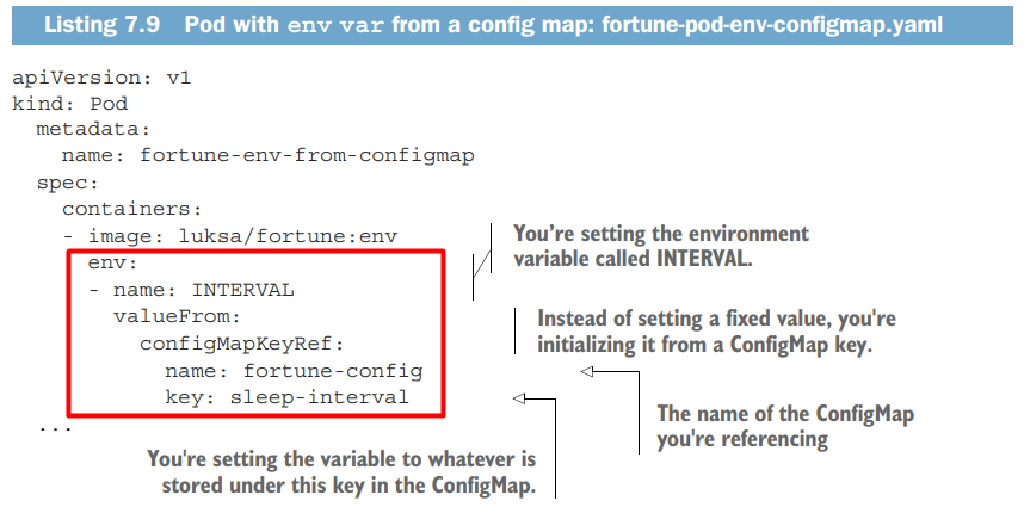 Listing 7.9 Pod with env var from a config map: fortune-pod-env-configmap.yaml
apiVersion: v1
kind: Pod
metadata:
name: fortune-env-from-configmap
spec:
containers:
- image: luksa/fortune:env
env:
- name: INTERVAL
valueFrom:
configMapKeyRef:
name: fortune-config
key: sleep-interval
...
You’re setting the environment
variable called INTERVAL.
Instead of setting a fixed value, you're
initializing it from a ConfigMap key.
The name of the ConfigMap
you're referencing
You're setting the variable to whatever is
stored under this key in the ConfigMap.